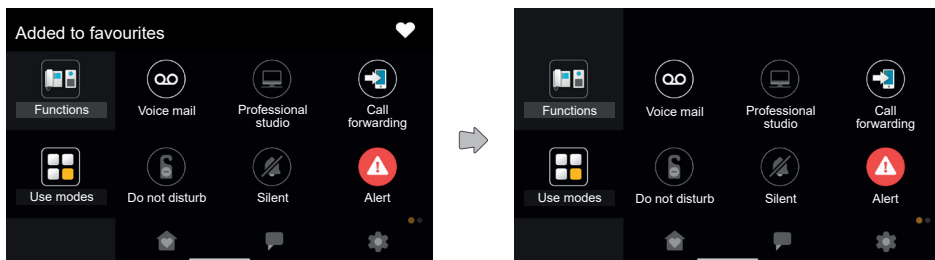 Added to favourites
Functions
Voice mail
Professional
studio
Call
forwarding
Use modes
Do not disturb
Silent
Alert
Functions
Voice mail
Professional
studio
Call
forwarding
Use modes
Do not disturb
Silent
Alert